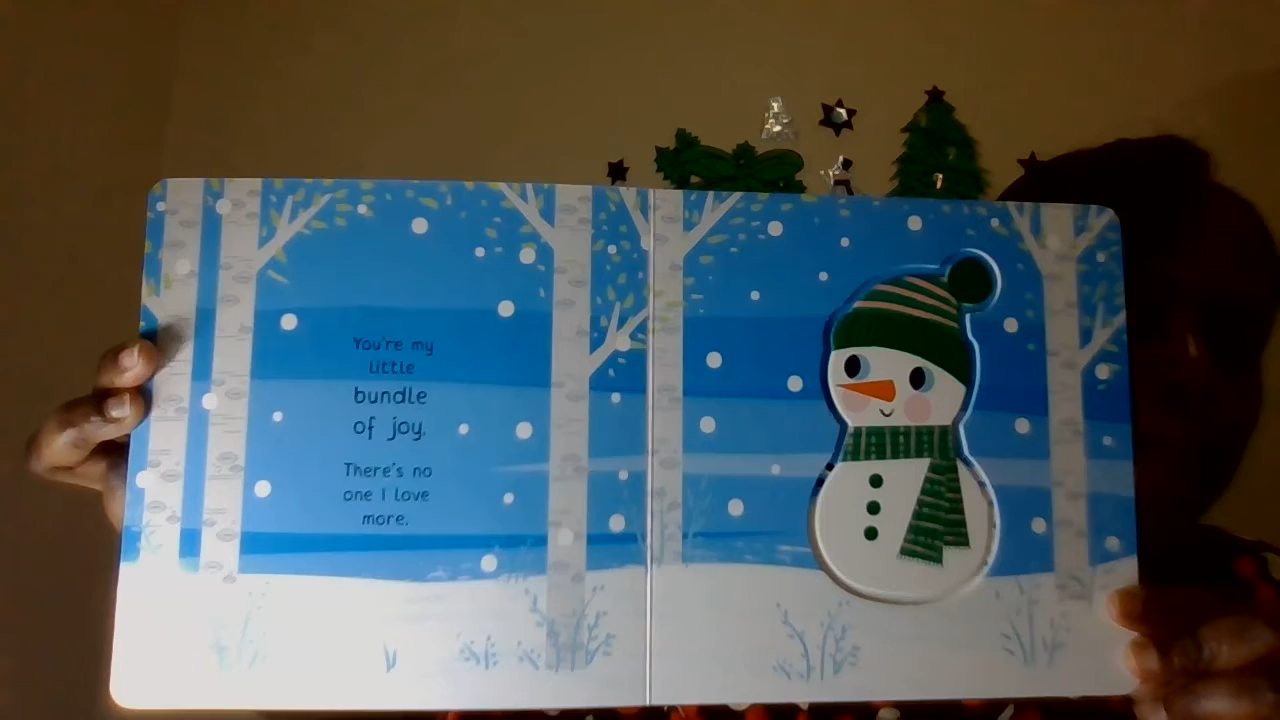 You're my
little
bundle
of joy.
There's no
one I love
more.